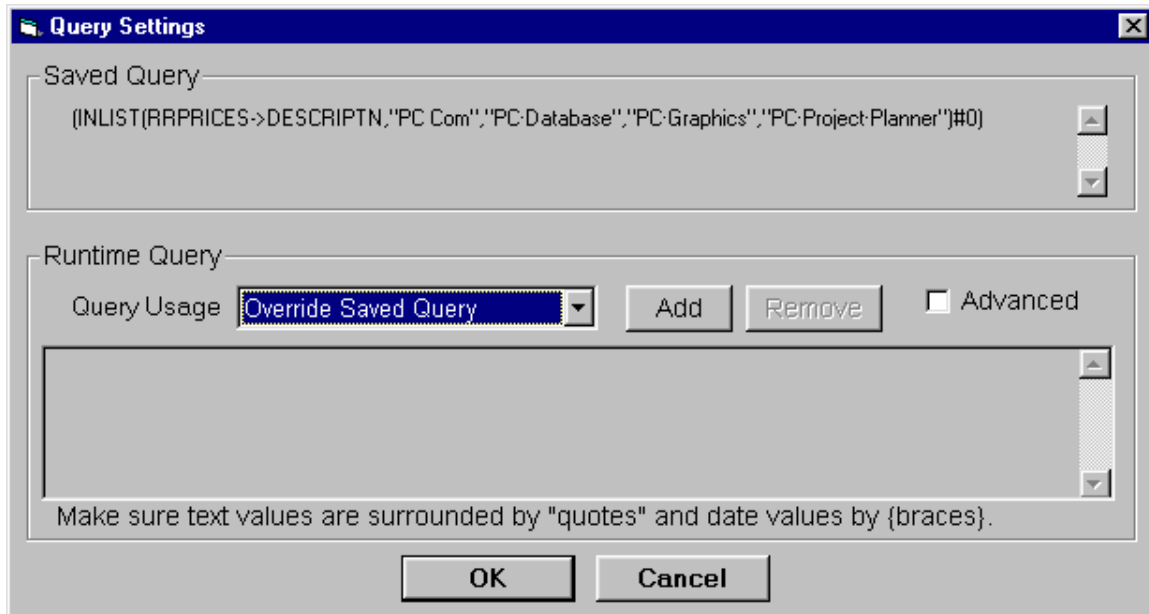 Query Settings
Saved Query
(INLIST(RRPRICES->DESCRIPTN,"PC Com","PC·Database","PC·Graphics","PC·Project·Planner")#0)
Runtime Query
Query Usage Override Saved Query Add Remove Advanced
Make sure text values are surrounded by "quotes" and date values by {braces}.
OK Cancel